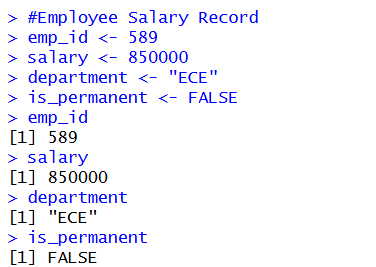 > #Employee Salary Record
> emp_id <- 589
> salary <- 850000
> department <- "ECE"
> is_permanent <- FALSE
> emp_id
[1] 589
> salary
[1] 850000
> department
[1] "ECE"
> is_permanent
[1] FALSE